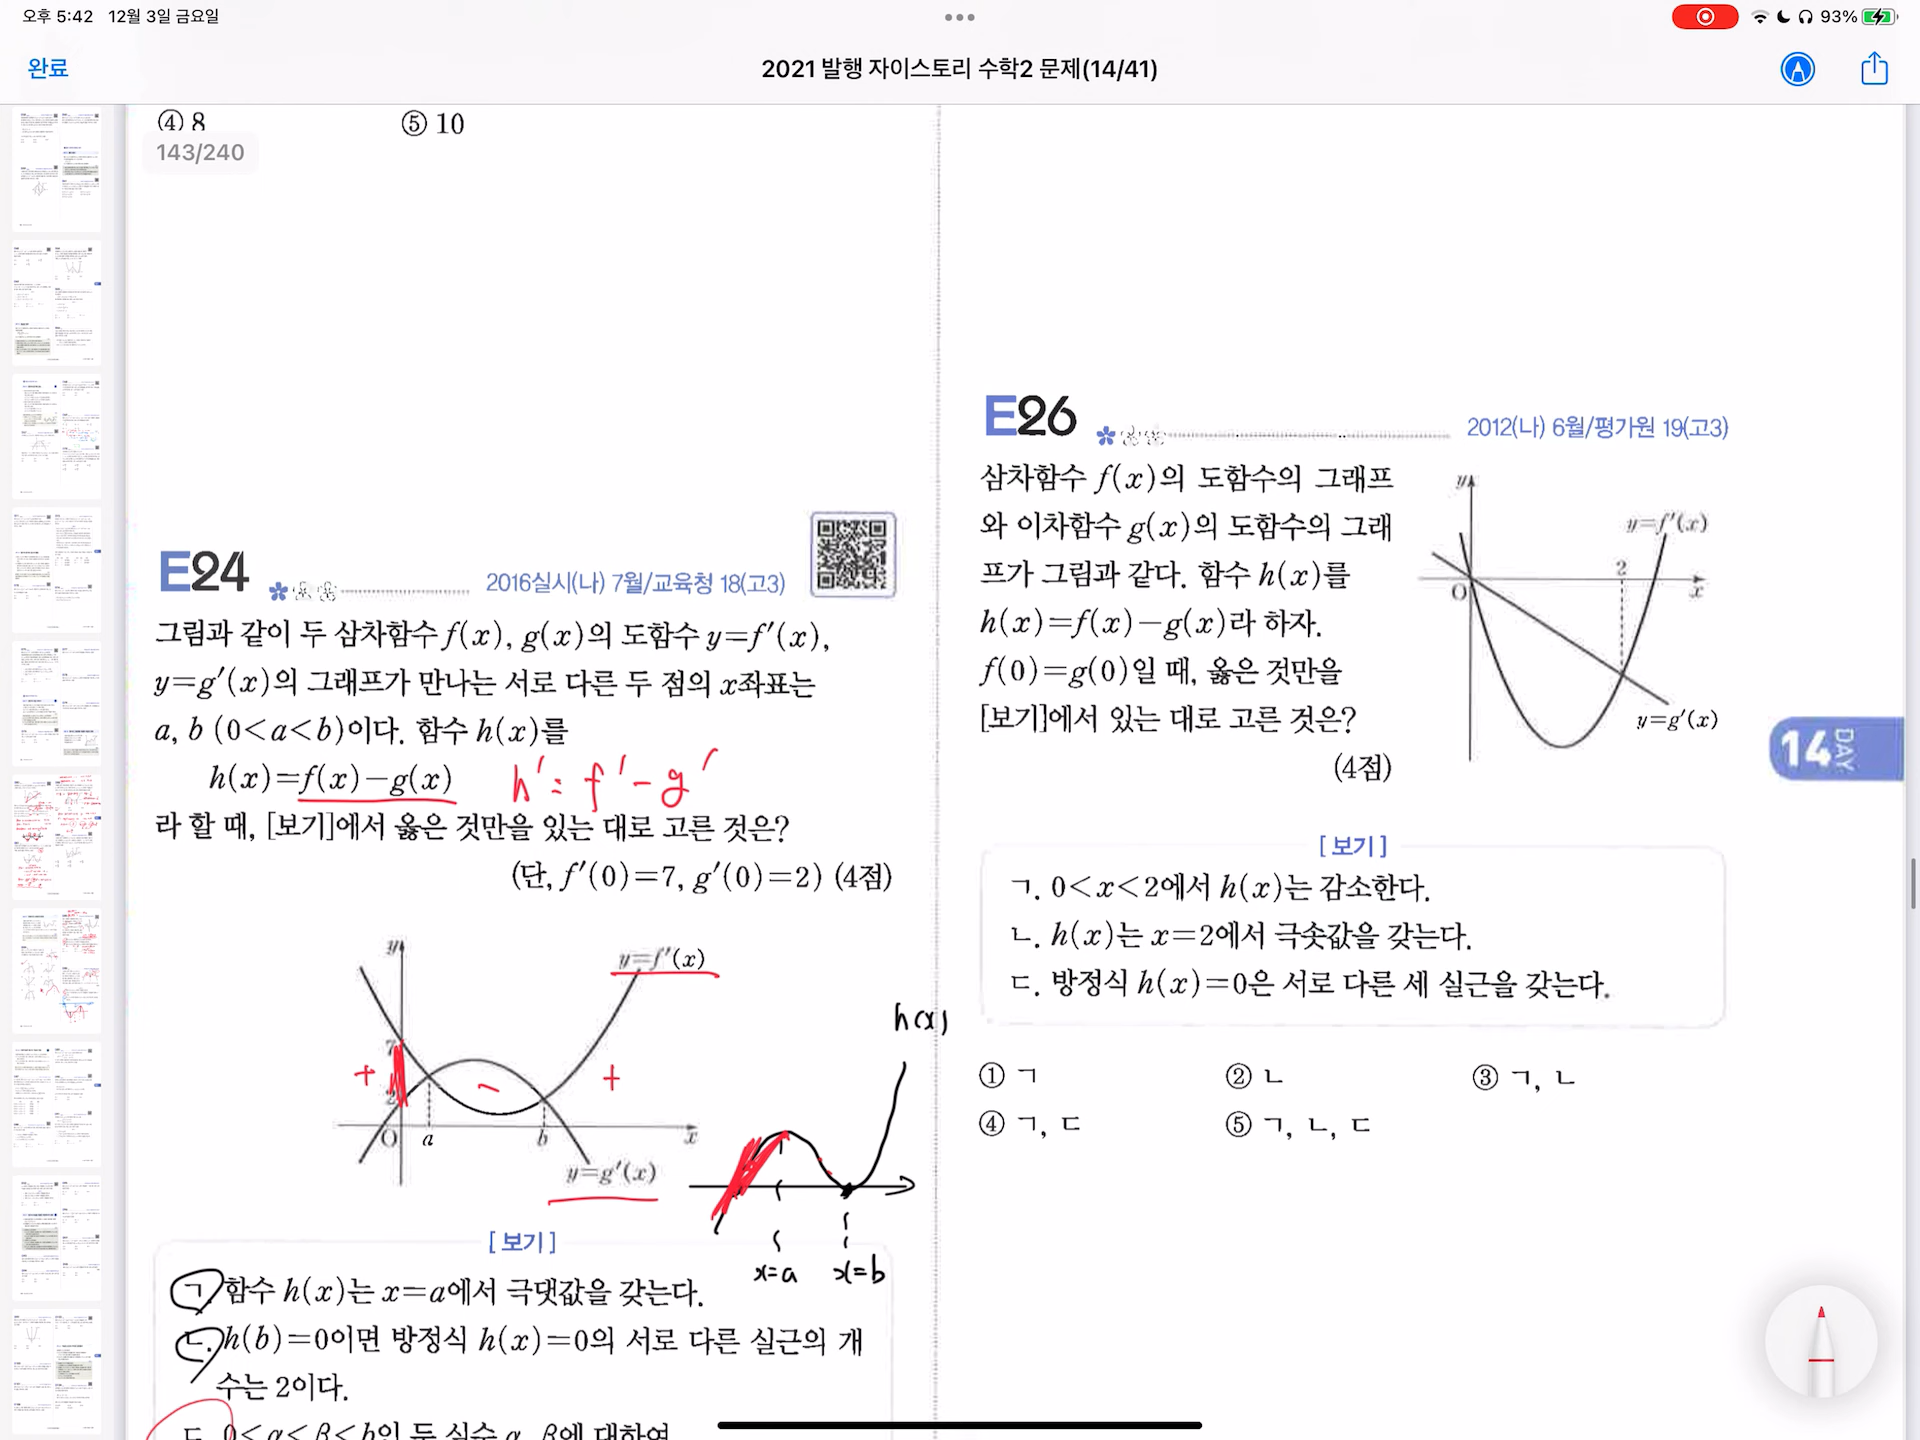 오후 5:42 12월 3일 금요일
93%
완료
2021 발행 자이스토리 수학2 문제(14/41)
④ 8 ⑤ 10
143/240
E24
2016실시(나) 7월/교육청 18(고3)
그림과 같이 두 삼차함수 f(x), g(x)의 도함수 y=f′(x),
y=g′(x)의 그래프가 만나는 서로 다른 두 점의 x좌표는
a, b (0<a<b)이다. 함수 h(x)를
h(x)=f(x)−g(x) h′=f′−g′
라 할 때, [보기]에서 옳은 것만을 있는 대로 고른 것은?
(단, f′(0)=7, g′(0)=2) (4점)
y
y=f′(x)
7
+
−
+
2
O a b x
y=g′(x)
h(x)
x=a x=b
[보기]
ㄱ. 함수 h(x)는 x=a에서 극댓값을 갖는다.
ㄴ. h(b)=0이면 방정식 h(x)=0의 서로 다른 실근의 개
수는 2이다.
ㄷ. 0<α<β<b인 두 실수 α, β에 대하여
E26
2012(나) 6월/평가원 19(고3)
삼차함수 f(x)의 도함수의 그래프
와 이차함수 g(x)의 도함수의 그래
프가 그림과 같다. 함수 h(x)를
h(x)=f(x)−g(x)라 하자.
f(0)=g(0)일 때, 옳은 것만을
[보기]에서 있는 대로 고른 것은?
(4점)
y
y=f′(x)
2
O x
y=g′(x)
[보기]
ㄱ. 0<x<2에서 h(x)는 감소한다.
ㄴ. h(x)는 x=2에서 극솟값을 갖는다.
ㄷ. 방정식 h(x)=0은 서로 다른 세 실근을 갖는다.
① ㄱ ② ㄴ ③ ㄱ, ㄴ
④ ㄱ, ㄷ ⑤ ㄱ, ㄴ, ㄷ
14 DAY